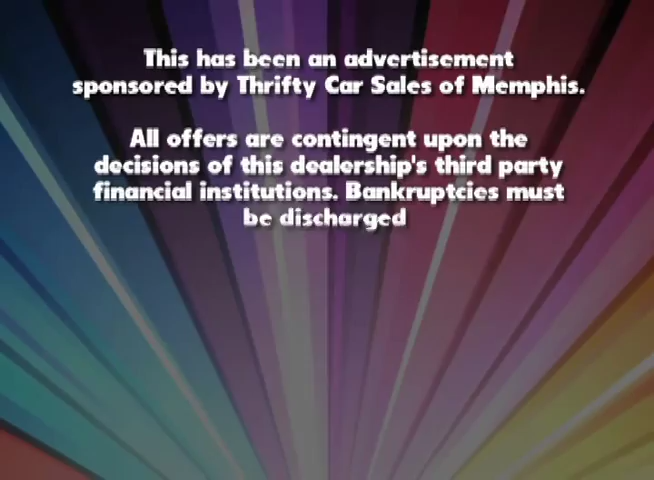 This has been an advertisement
sponsored by Thrifty Car Sales of Memphis.
All offers are contingent upon the
decisions of this dealership's third party
financial institutions. Bankruptcies must
be discharged